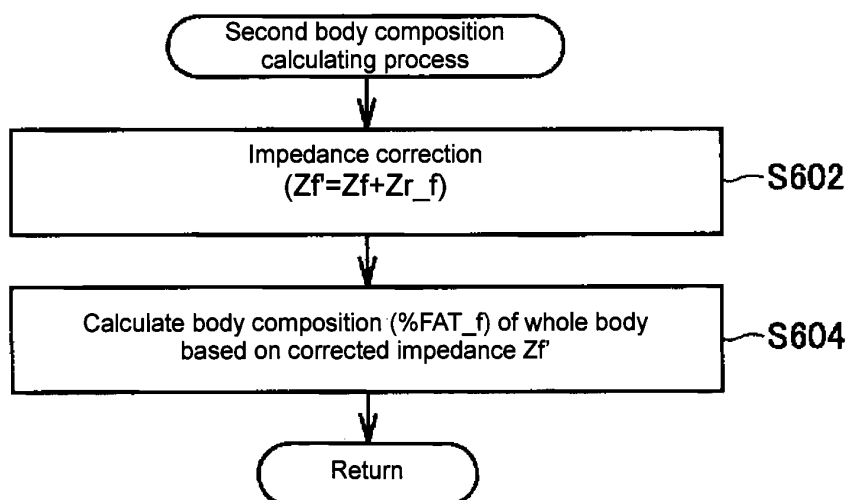 Second body composition
calculating process
Impedance correction
(Zf'=Zf+Zr_f)
S602
Calculate body composition (%FAT_f) of whole body
based on corrected impedance Zf'
S604
Return